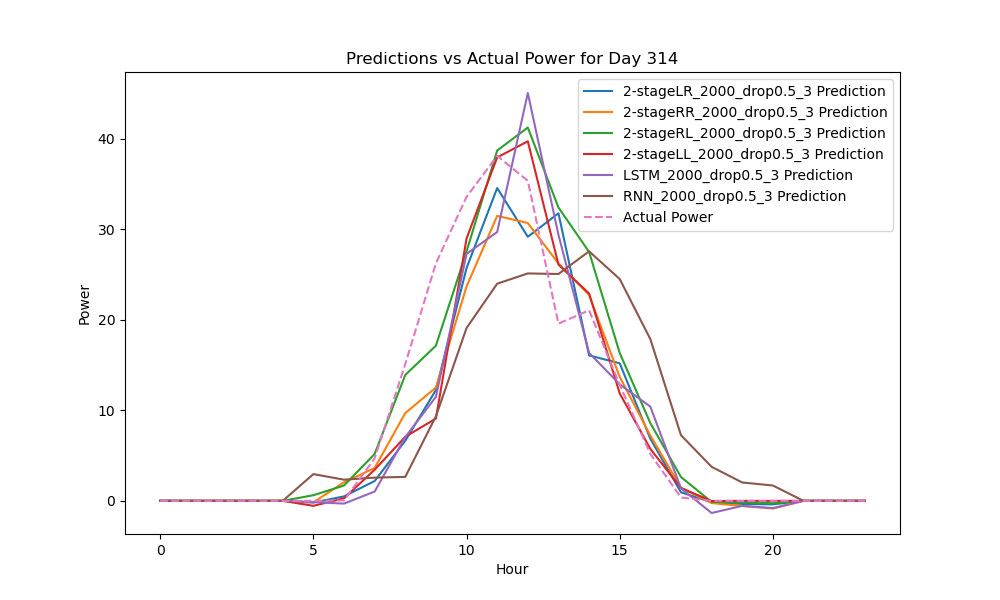 Predictions vs Actual Power for Day 314
2-stageLR_2000_drop0.5_3 Prediction
2-stageRR_2000_drop0.5_3 Prediction
2-stageRL_2000_drop0.5_3 Prediction
2-stageLL_2000_drop0.5_3 Prediction
LSTM_2000_drop0.5_3 Prediction
RNN_2000_drop0.5_3 Prediction
Actual Power
Power
40
30
20
10
0
0 5 10 15 20
Hour